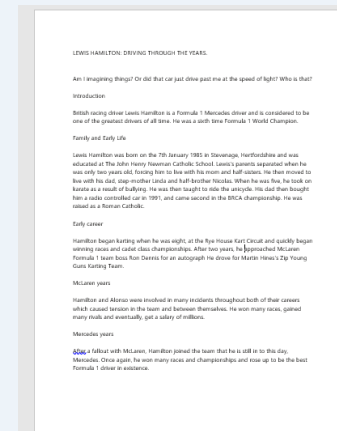 LEWIS HAMILTON: DRIVING THROUGH THE YEARS.
Am I imagining things? Or did that car just drive past me at the speed of light? Who is that?
Introduction
British racing driver Lewis Hamilton is a Formula 1 Mercedes driver and is considered to be
one of the greatest drivers of all time. He was a sixth time Formula 1 World Champion.
Family and Early Life
Lewis Hamilton was born on the 7th January 1985 in Stevenage, Hertfordshire and was
educated at The John Henry Newman Catholic School. Lewis's parents separated when he
was only two years old, forcing him to live with his mom and half-sisters. He then moved to
live with his dad, step-mother Linda and half-brother Nicolas. When he was five, he took on
karate as a result of bullying. He was then taught to ride the unicycle. His dad then bought
him a radio controlled car in 1991, and came second in the BRCA championship. He was
raised as a Roman Catholic.
Early career
Hamilton began karting when he was eight, at the Rye House Kart Circuit and quickly began
winning races and cadet class championships. After two years, he approached McLaren
Formula 1 team boss Ron Dennis for an autograph He drove for Martin Hines's Zip Young
Guns Karting Team.
McLaren years
Hamilton and Alonso were involved in many incidents throughout both of their careers
which caused tension in the team and between themselves. He won many races, gained
many rivals and eventually, get a salary of millions.
Mercedes years
After a fallout with McLaren, Hamilton joined the team that he is still in to this day,
Mercedes. Once again, he won many races and championships and rose up to be the best
Formula 1 driver in existence.